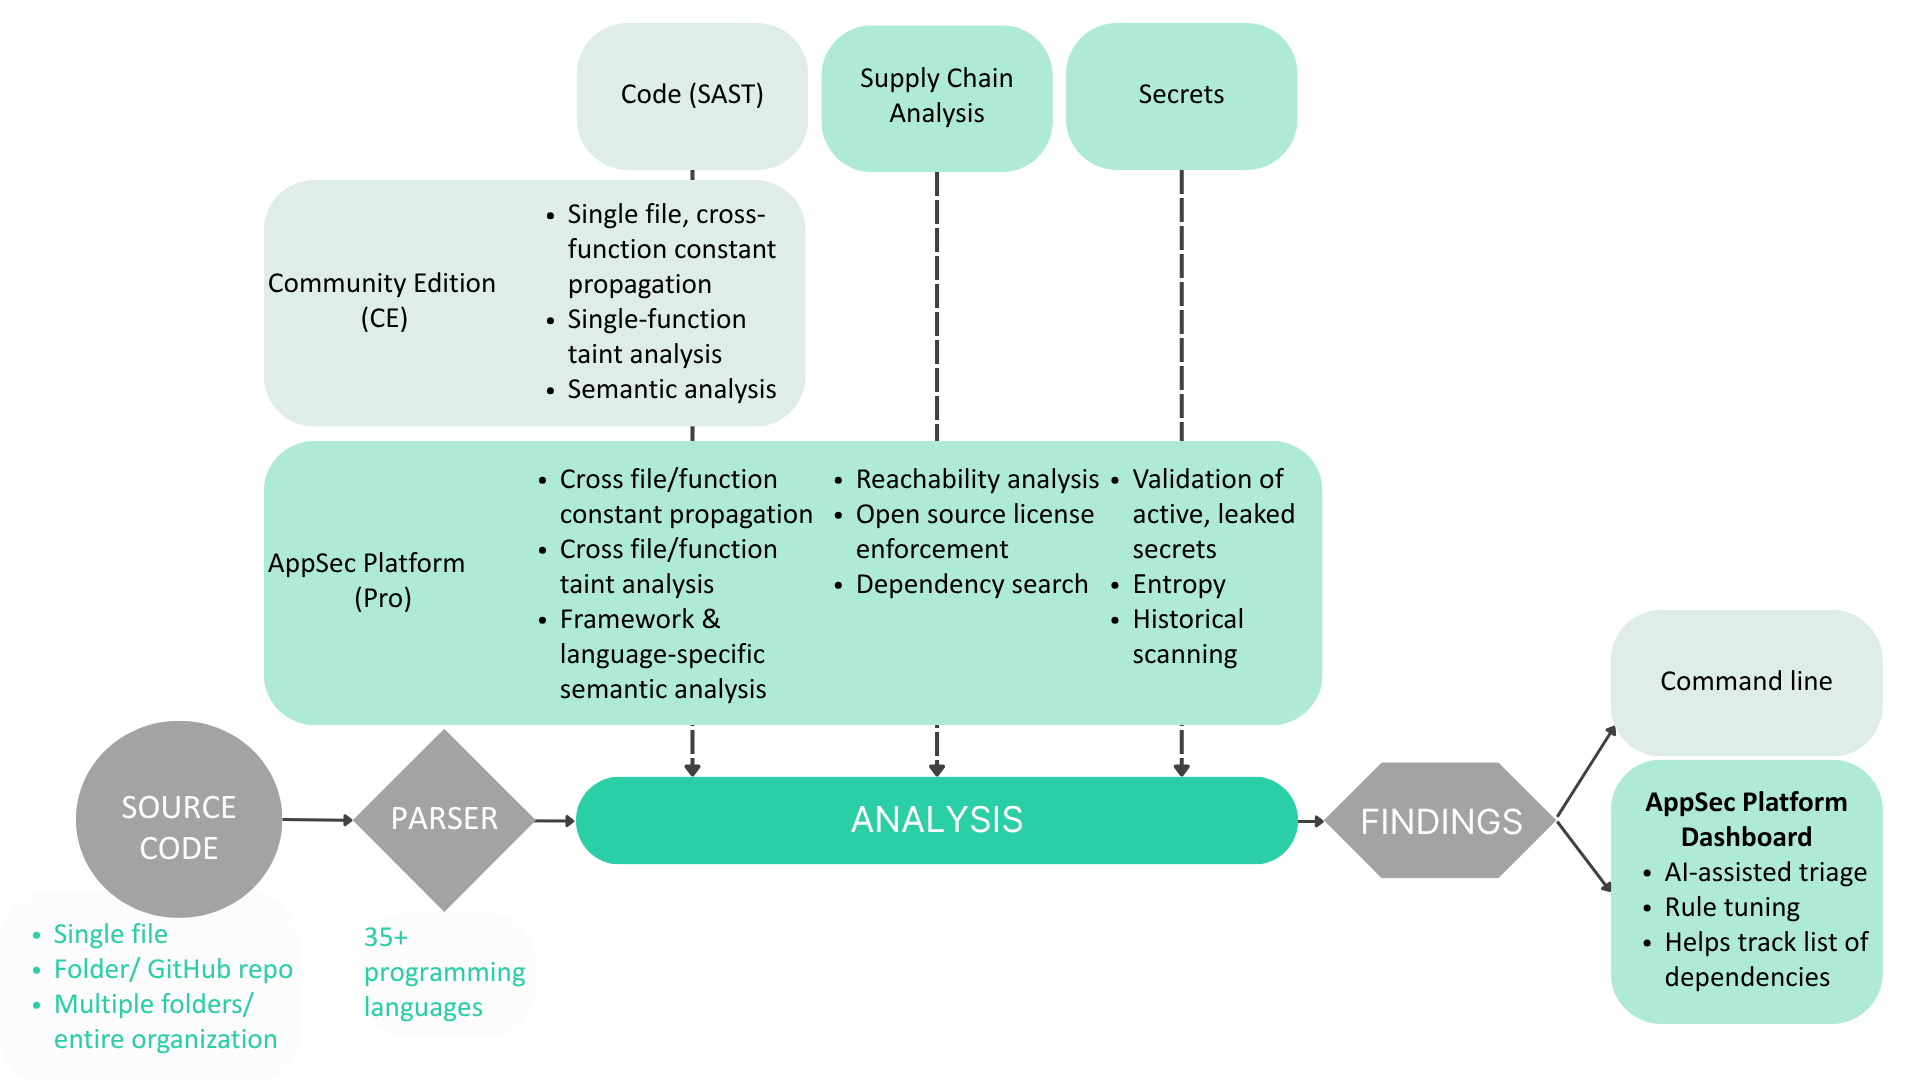 Code (SAST)
Supply Chain
Analysis
Secrets
Community Edition
(CE)
• Single file, cross-
function constant
propagation
• Single-function
taint analysis
• Semantic analysis
AppSec Platform
(Pro)
• Cross file/function
constant propagation
• Cross file/function
taint analysis
• Framework &
language-specific
semantic analysis
• Reachability analysis
• Open source license
enforcement
• Dependency search
• Validation of
active, leaked
secrets
• Entropy
• Historical
scanning
SOURCE
CODE
• Single file
• Folder/ GitHub repo
• Multiple folders/
entire organization
PARSER
35+
programming
languages
ANALYSIS
FINDINGS
Command line
AppSec Platform
Dashboard
• AI-assisted triage
• Rule tuning
• Helps track list of
dependencies